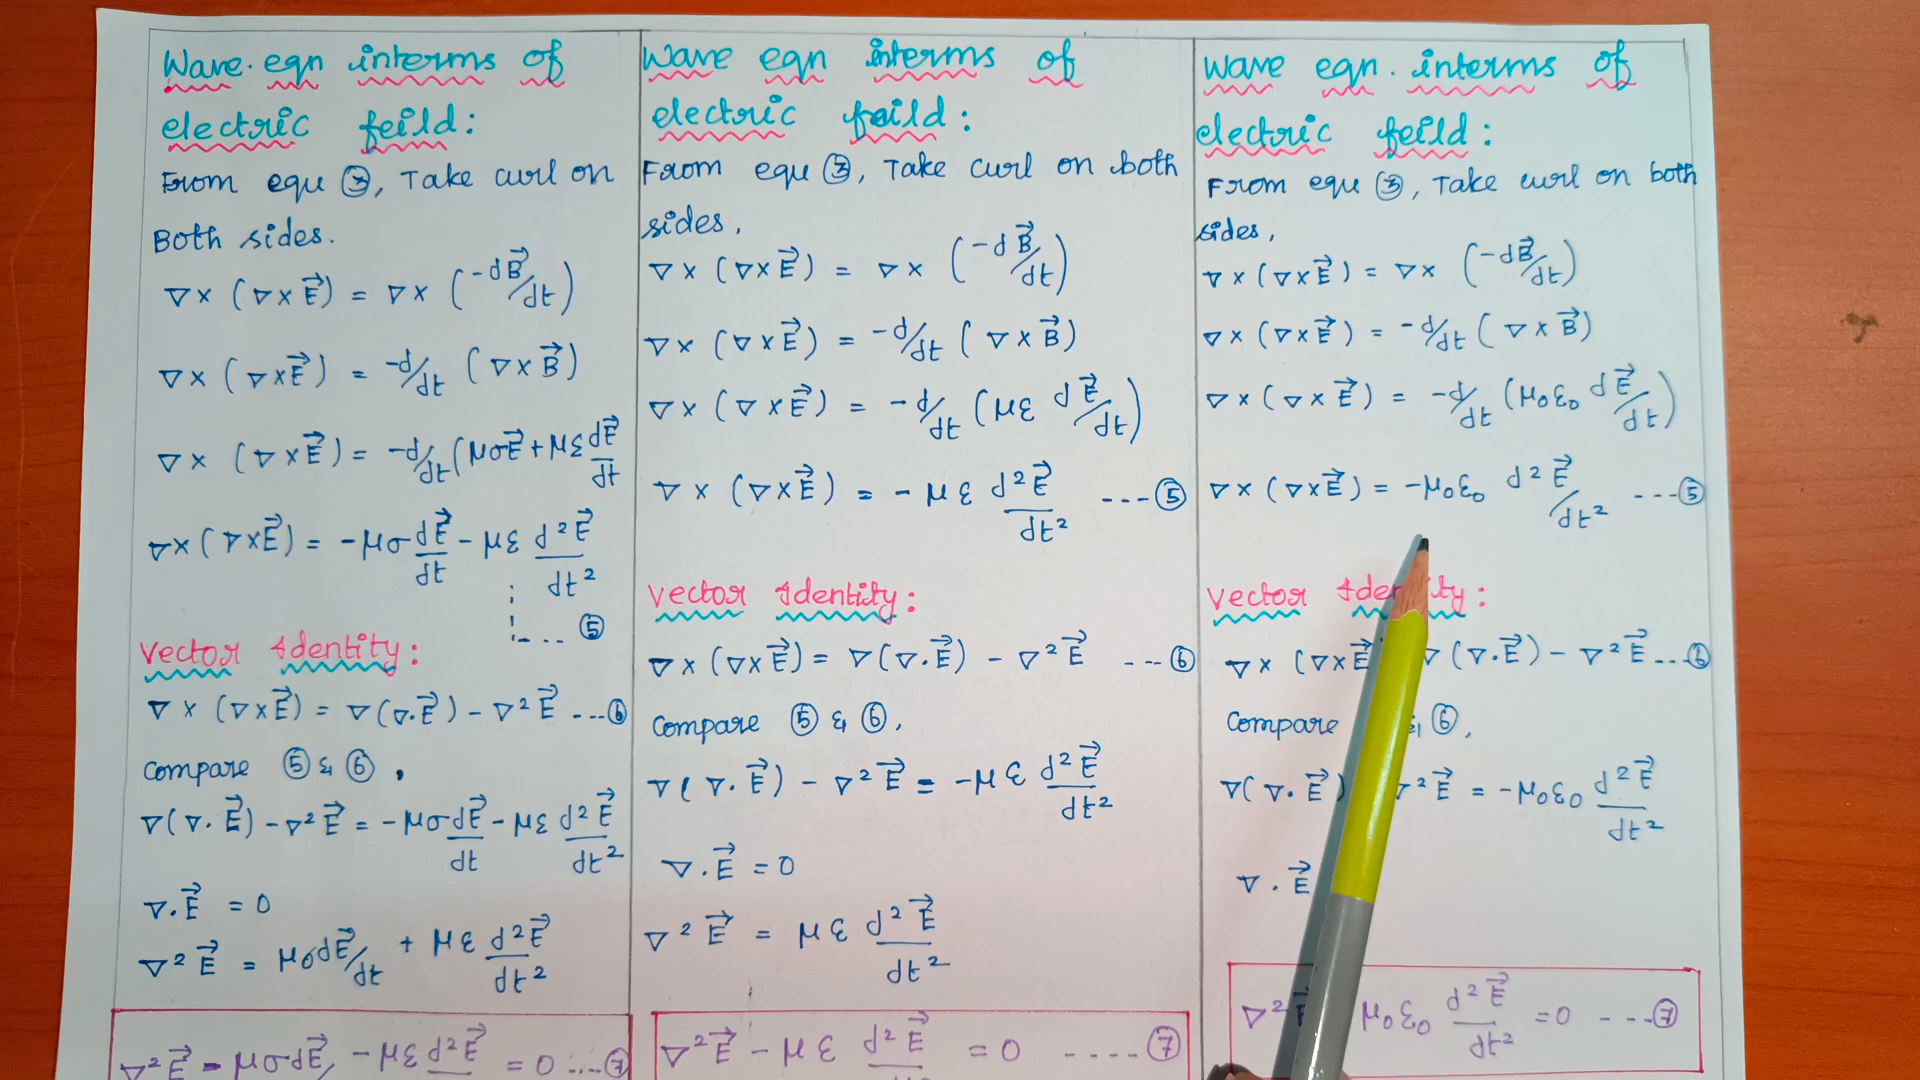 Wave. eqn interms of
electric feild:
From equ ③, Take curl on
Both sides.
∇ × (∇ × E⃗) = ∇ × (-dB⃗/dt)
∇ × (∇ × E⃗) = -d/dt (∇ × B⃗)
∇ × (∇ × E⃗) = -d/dt (μσE⃗ + με dE⃗/dt
∇ × (∇ × E⃗) = -μσ dE⃗/dt - με d²E⃗/dt²
--- ⑤
Vector Identity:
∇ × (∇ × E⃗) = ∇(∇.E⃗) - ∇²E⃗ ---⑥
Compare ⑤ & ⑥,
∇(∇.E⃗) - ∇²E⃗ = -μσ dE⃗/dt - με d²E⃗/dt²
∇.E⃗ = 0
∇²E⃗ = μσ dE⃗/dt + με d²E⃗/dt²
∇²E⃗ - μσ dE⃗/ - με d²E⃗ = 0 ...⑦
Wave eqn interms of
electric feild:
From equ ③, Take curl on both
sides,
∇ × (∇ × E⃗) = ∇ × (-dB⃗/dt)
∇ × (∇ × E⃗) = -d/dt (∇ × B⃗)
∇ × (∇ × E⃗) = -d/dt (με dE⃗/dt)
∇ × (∇ × E⃗) = -με d²E⃗/dt² ---⑤
Vector Identity:
∇ × (∇ × E⃗) = ∇(∇.E⃗) - ∇²E⃗ ---⑥
Compare ⑤ & ⑥,
∇(∇.E⃗) - ∇²E⃗ = -με d²E⃗/dt²
∇.E⃗ = 0
∇²E⃗ = με d²E⃗/dt²
∇²E⃗ - με d²E⃗ = 0 ----⑦
Wave eqn. interms of
electric feild:
From equ ③, Take curl on both
sides,
∇ × (∇ × E⃗) = ∇ × (-dB⃗/dt)
∇ × (∇ × E⃗) = -d/dt (∇ × B⃗)
∇ × (∇ × E⃗) = -d/dt (μ₀ε₀ dE⃗/dt)
∇ × (∇ × E⃗) = -μ₀ε₀ d²E⃗/dt² ---⑤
Vector
∇ × (∇ × E⃗ ∇(∇.E⃗) - ∇²E⃗ ...⑥
Compare ⑥,
∇(∇.E⃗) ∇²E⃗ = -μ₀ε₀ d²E⃗/dt²
∇.E⃗
∇² μ₀ε₀ d²E⃗/dt² = 0 ---⑦